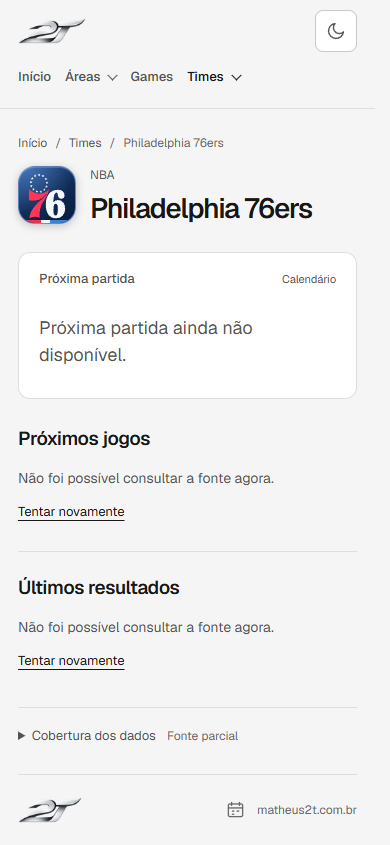 2T
Início Áreas Games Times
Início / Times / Philadelphia 76ers
76
NBA
Philadelphia 76ers
Próxima partida Calendário
Próxima partida ainda não
disponível.
Próximos jogos
Não foi possível consultar a fonte agora.
Tentar novamente
Últimos resultados
Não foi possível consultar a fonte agora.
Tentar novamente
Cobertura dos dados Fonte parcial
2T matheus2t.com.br